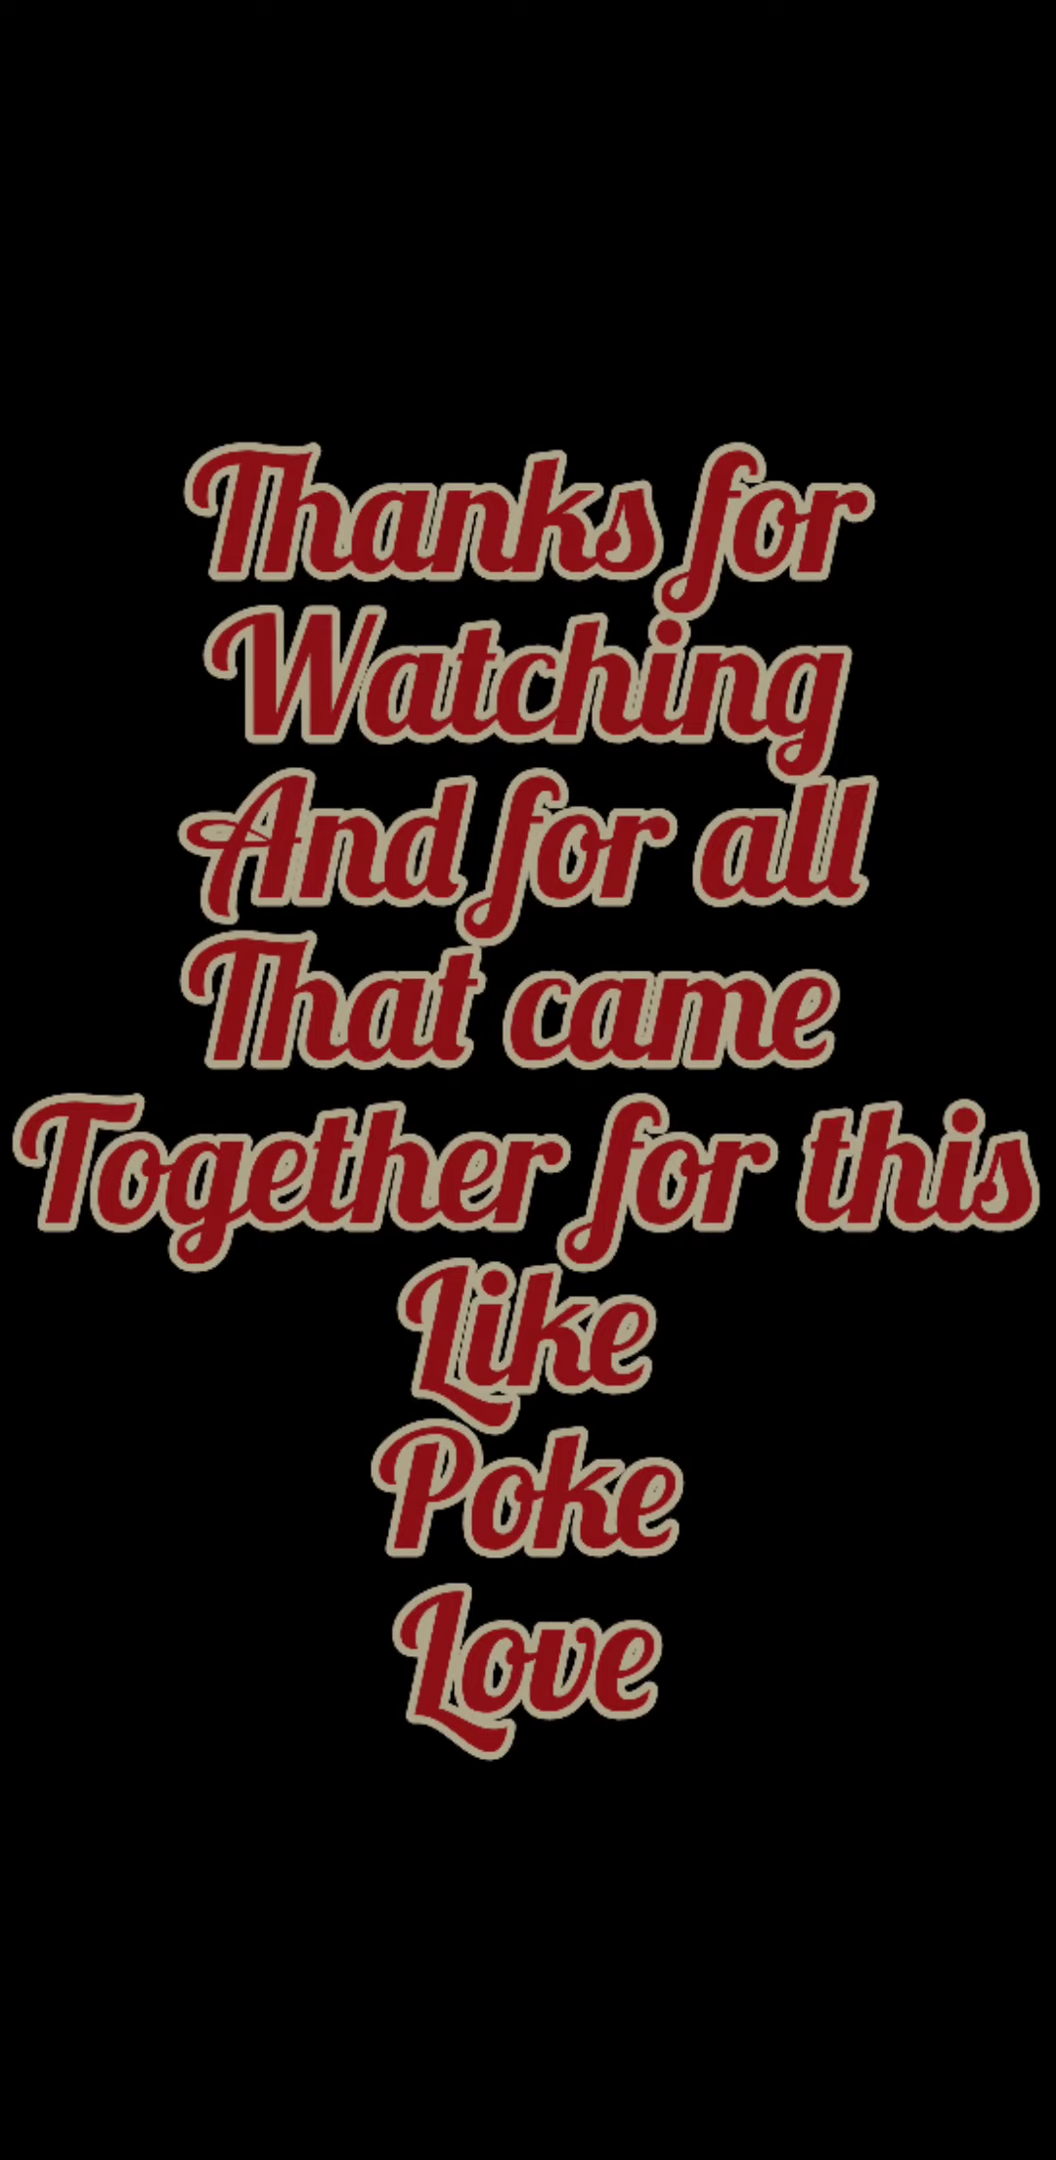 Thanks for
Watching
And for all
That came
Together for this
Like
Poke
Love